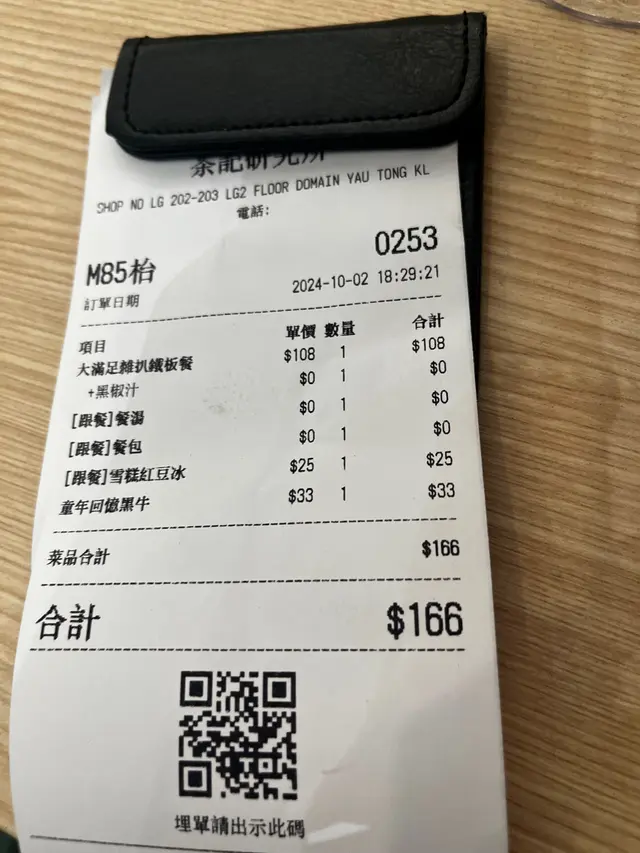 茶記研究所
SHOP NO LG 202-203 LG2 FLOOR DOMAIN YAU TONG KL
電話:
0253
M85枱
訂單日期 2024-10-02 18:29:21
項目 單價 數量 合計
大滿足雜扒鐵板餐 $108 1 $108
+黑椒汁 $0 1 $0
[跟餐]餐湯 $0 1 $0
[跟餐]餐包 $0 1 $0
[跟餐]雪糕紅豆冰 $25 1 $25
童年回憶黑牛 $33 1 $33
菜品合計 $166
合計 $166
埋單請出示此碼